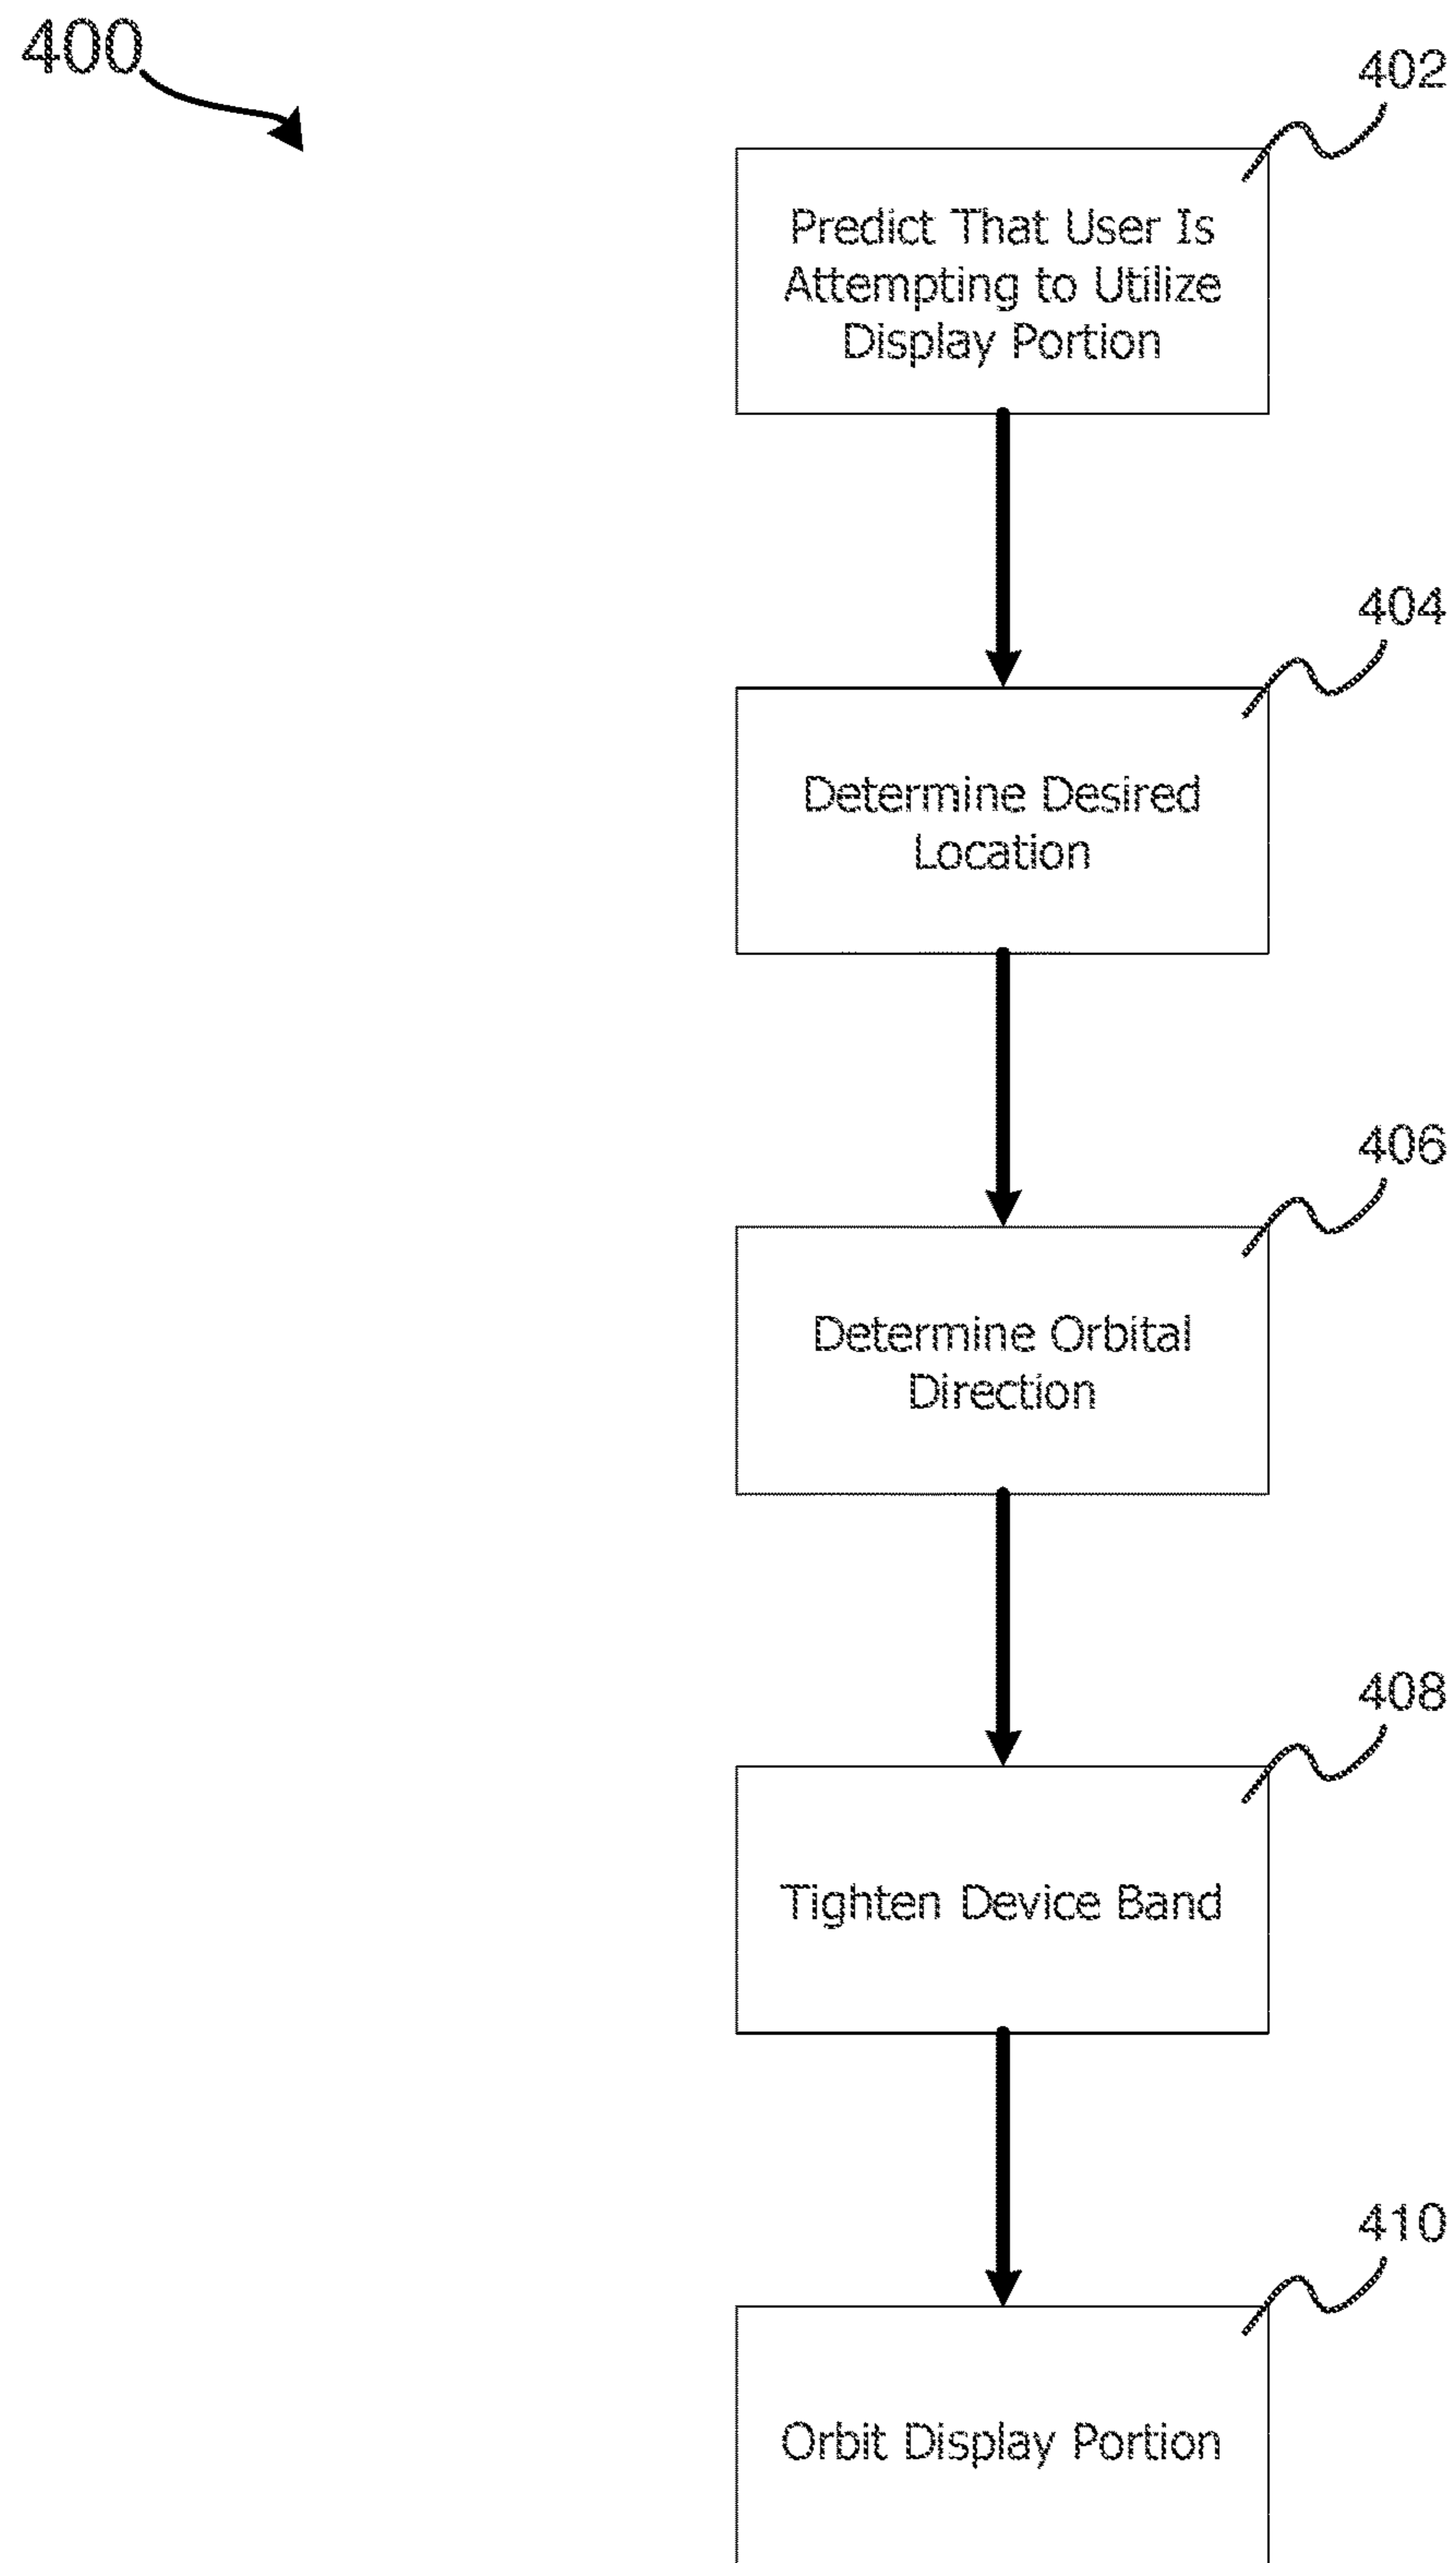 400
402
Predict That User Is
Attempting to Utilize
Display Portion
404
Determine Desired
Location
406
Determine Orbital
Direction
408
Tighten Device Band
410
Orbit Display Portion